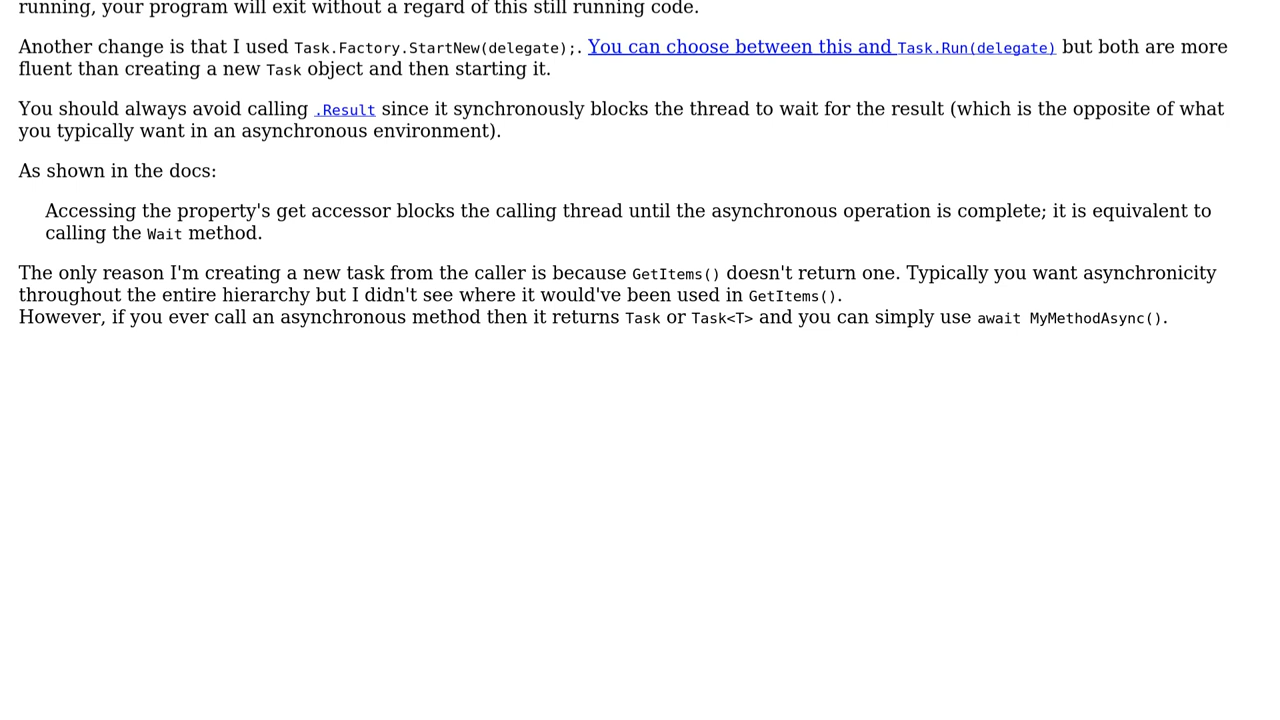 running, your program will exit without a regard of this still running code.
Another change is that I used Task.Factory.StartNew(delegate);. You can choose between this and Task.Run(delegate) but both are more
fluent than creating a new Task object and then starting it.
You should always avoid calling .Result since it synchronously blocks the thread to wait for the result (which is the opposite of what
you typically want in an asynchronous environment).
As shown in the docs:
Accessing the property's get accessor blocks the calling thread until the asynchronous operation is complete; it is equivalent to
calling the Wait method.
The only reason I'm creating a new task from the caller is because GetItems() doesn't return one. Typically you want asynchronicity
throughout the entire hierarchy but I didn't see where it would've been used in GetItems().
However, if you ever call an asynchronous method then it returns Task or Task<T> and you can simply use await MyMethodAsync().